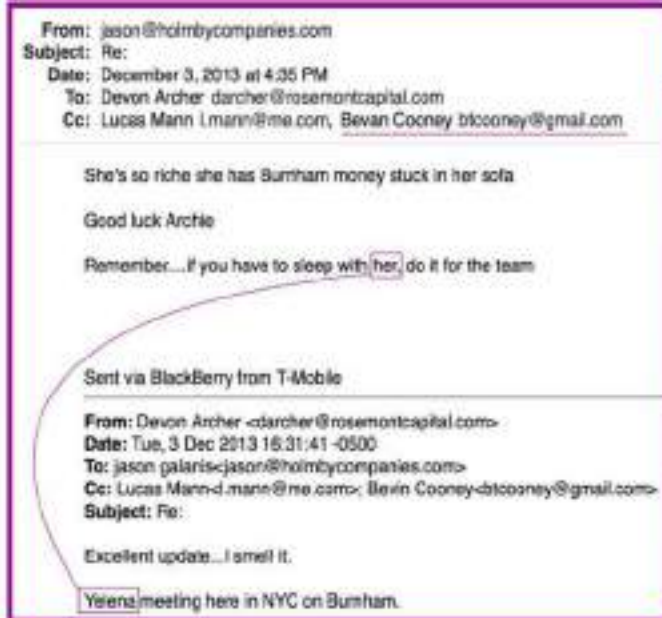 From: jason@holmbycompanies.com
Subject: Re:
Date: December 3, 2013 at 4:35 PM
To: Devon Archer darcher@rosemontcapital.com
Cc: Lucas Mann l.mann@me.com, Bevan Cooney btcooney@gmail.com
She's so riche she has Burnham money stuck in her sofa
Good luck Archie
Remember....if you have to sleep with her, do it for the team
Sent via BlackBerry from T-Mobile
From: Devon Archer <darcher@rosemontcapital.com>
Date: Tue, 3 Dec 2013 16:31:41 -0500
To: jason galanis<jason@holmbycompanies.com>
Cc: Lucas Mann<l.mann@me.com>; Bevin Cooney<btcooney@gmail.com>
Subject: Re:
Excellent update...I smell it.
Yelena meeting here in NYC on Burnham.